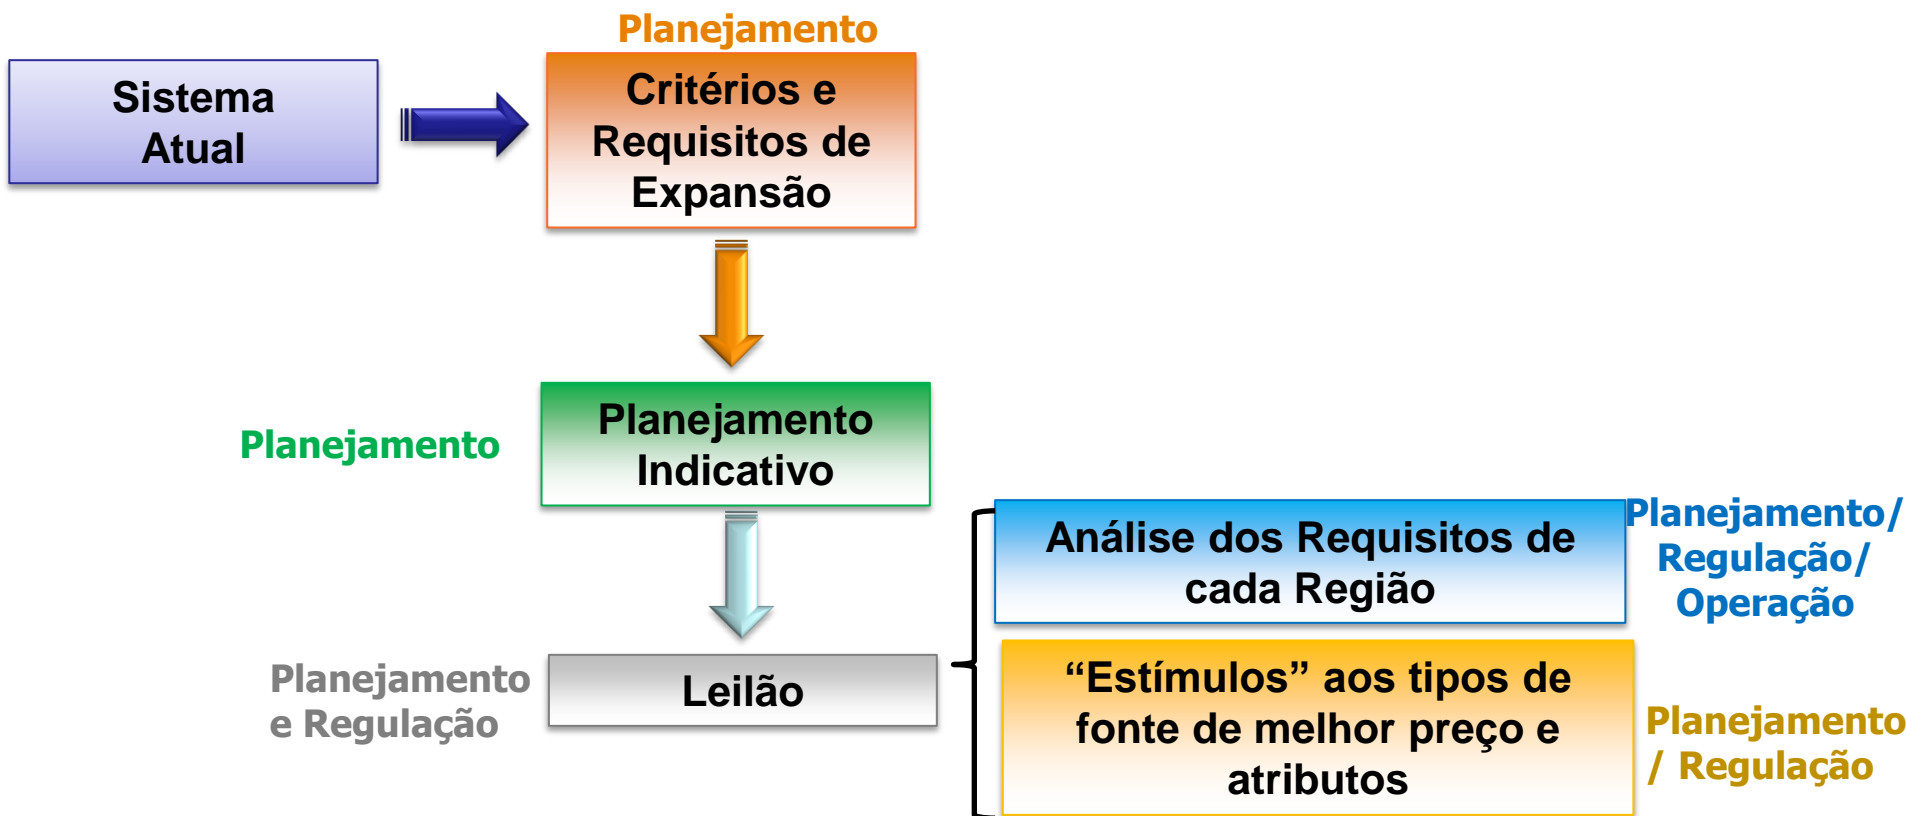 Planejamento
Sistema
Atual
Critérios e
Requisitos de
Expansão
Planejamento
Planejamento
Indicativo
Planejamento
e Regulação
Leilão
Análise dos Requisitos de
cada Região
Planejamento/
Regulação/
Operação
“Estímulos” aos tipos de
fonte de melhor preço e
atributos
Planejamento
/ Regulação